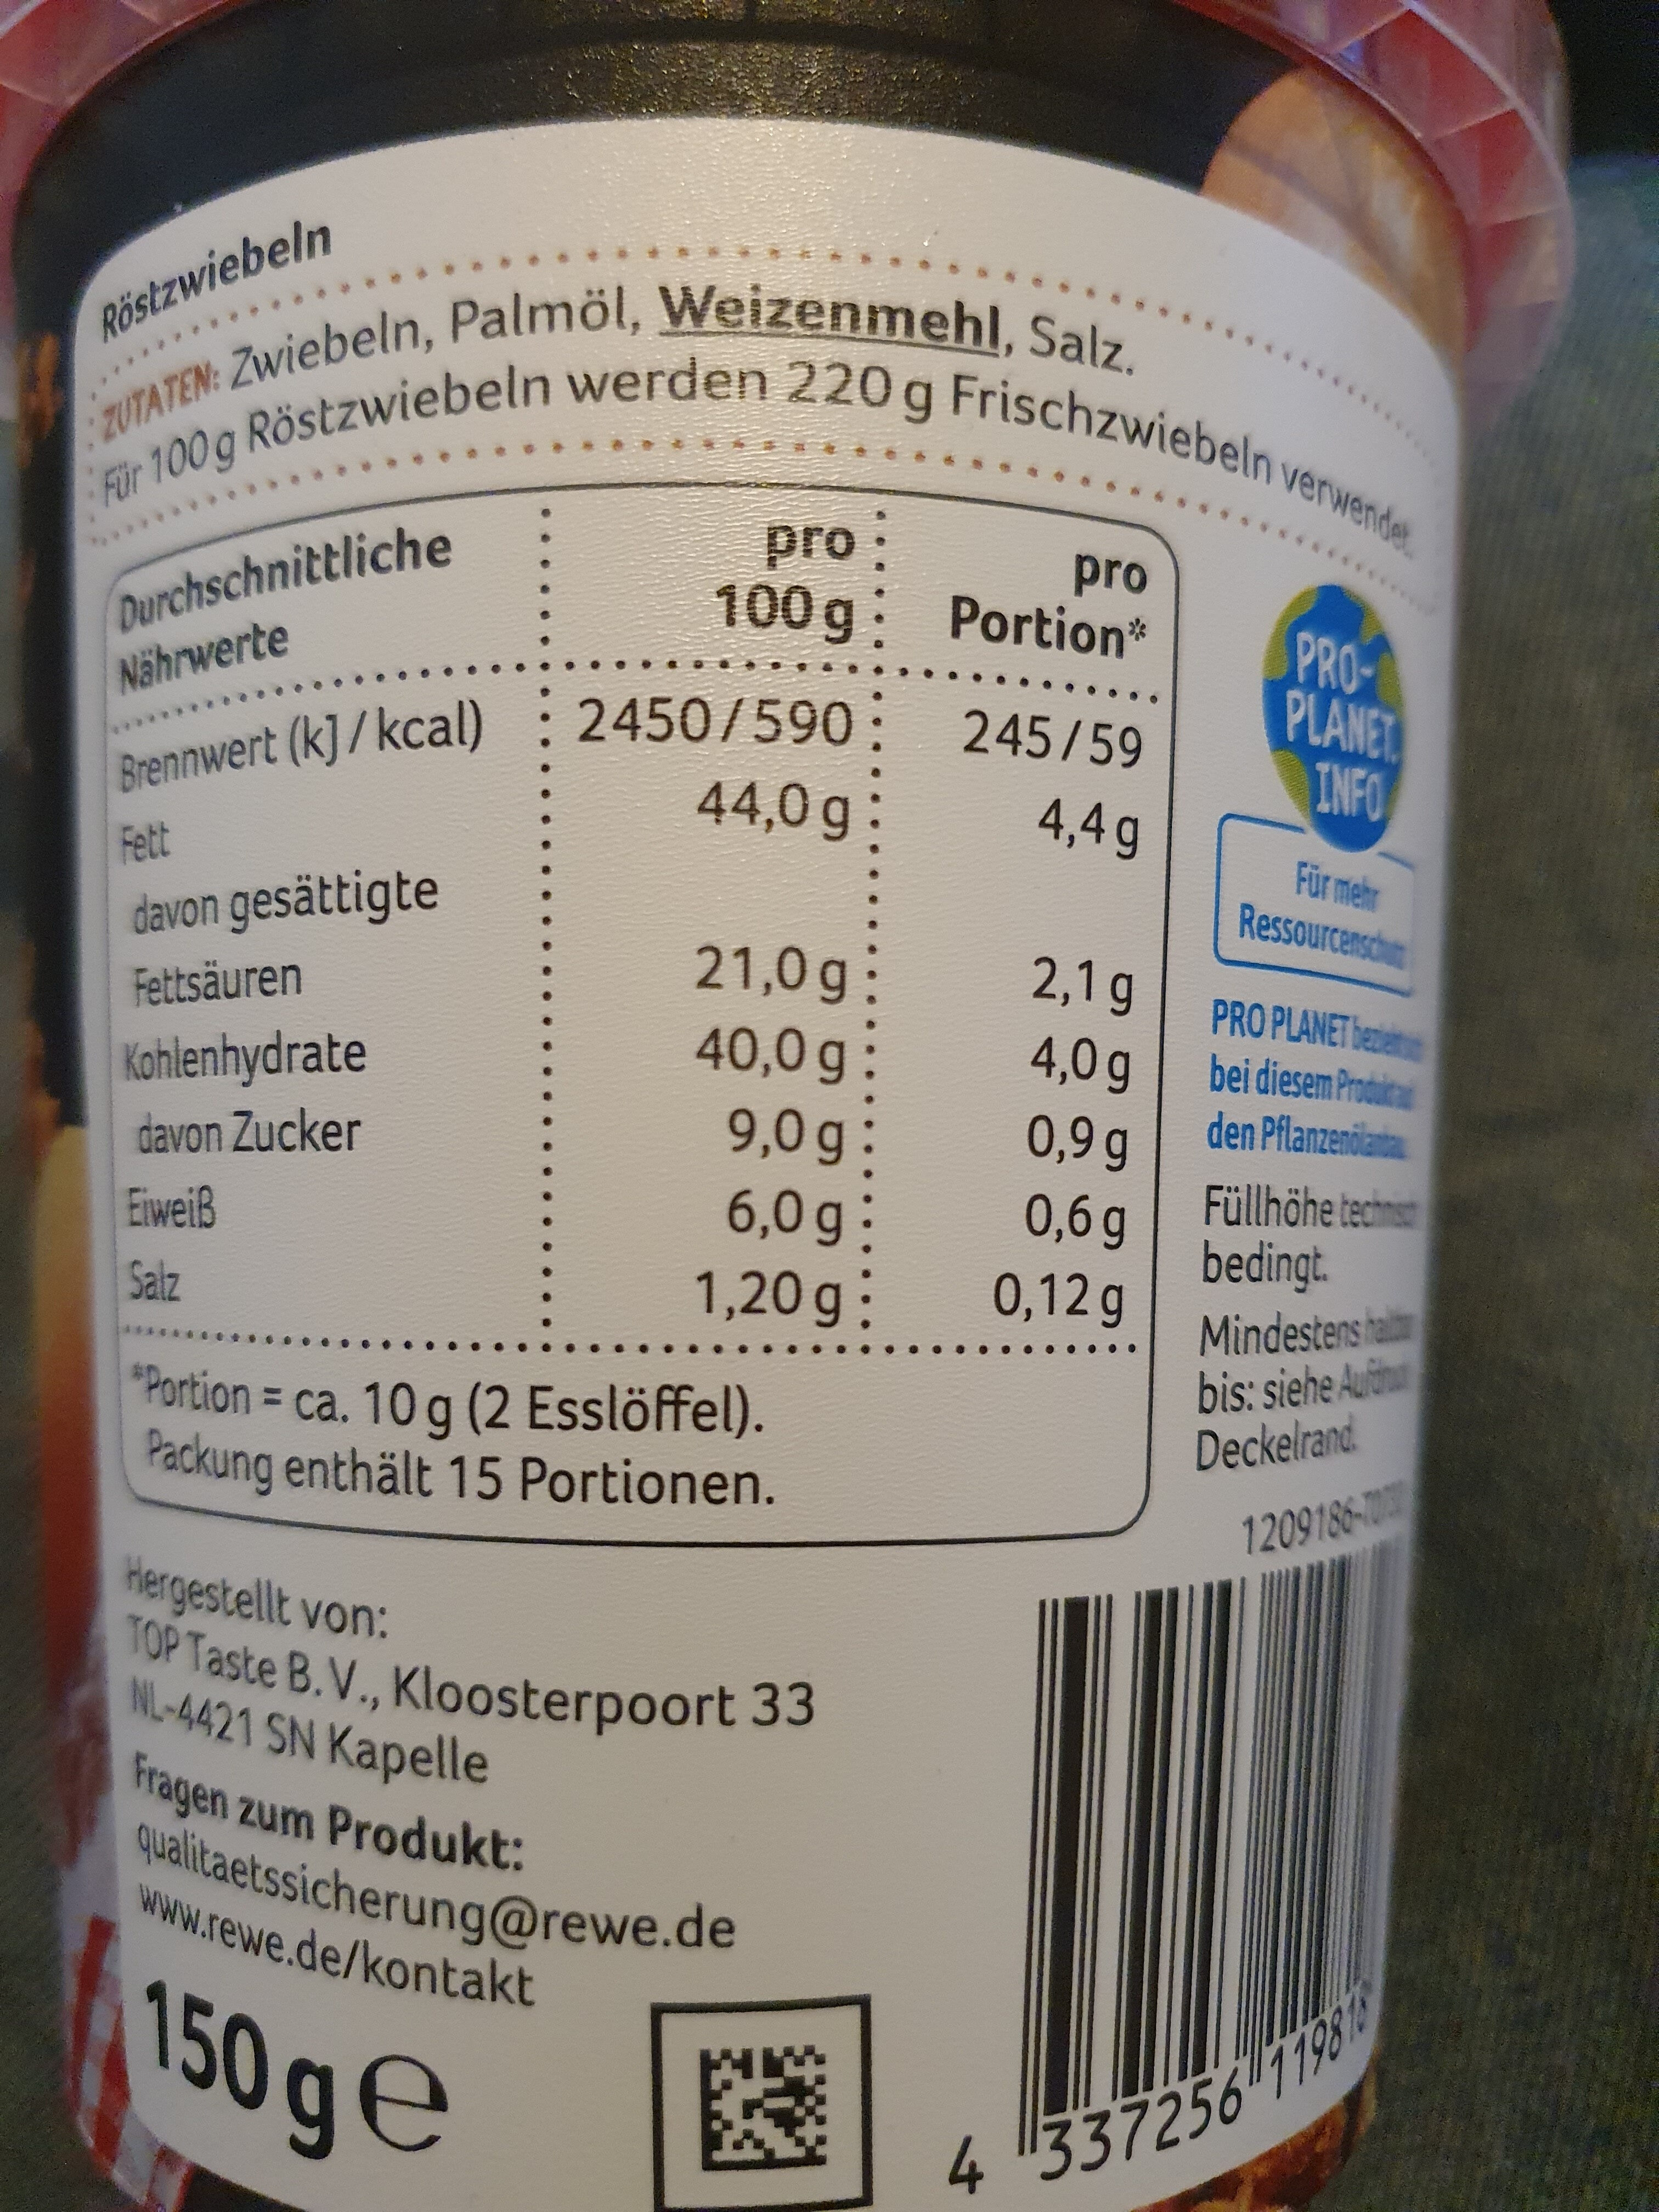 Röstzwiebeln
ZUTATEN: Zwiebeln, Palmöl, Weizenmehl, Salz.
Für 100 g Röstzwiebeln werden 220 g Frischzwiebeln verwendet.
Durchschnittliche Nährwerte pro 100 g pro Portion*
Brennwert (kJ/kcal) 2450/590 245/59
Fett 44,0 g 4,4 g
davon gesättigte
Fettsäuren 21,0 g 2,1 g
Kohlenhydrate 40,0 g 4,0 g
davon Zucker 9,0 g 0,9 g
Eiweiß 6,0 g 0,6 g
Salz 1,20 g 0,12 g
*Portion = ca. 10 g (2 Esslöffel).
Packung enthält 15 Portionen.
PRO-
PLANET.
INFO
Für mehr
Ressourcenschutz
PRO PLANET
bei diesem Produkt
den
Füllhöhe technisch
bedingt.
Mindestens haltbar
bis: siehe
Deckelrand.
Hergestellt von:
TOP Taste B.V., Kloosterpoort 33
NL-4421 SN Kapelle
Fragen zum Produkt:
qualitaetssicherung@rewe.de
www.rewe.de/kontakt
150 g e
4 337256 119818